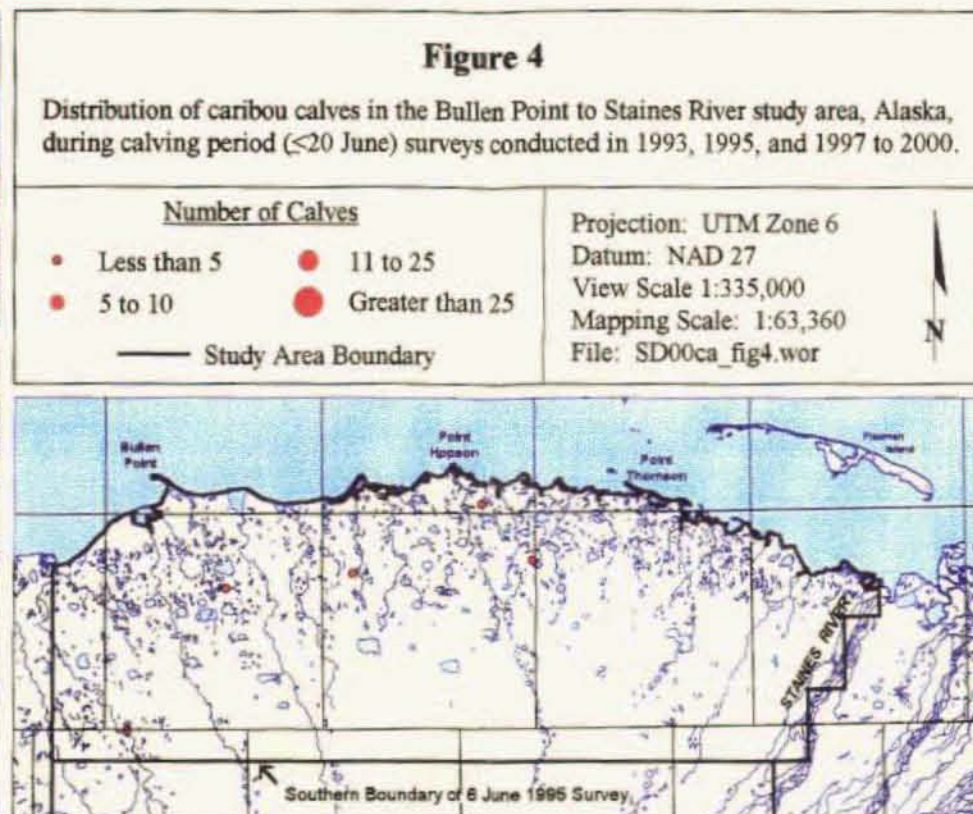 Figure 4
Distribution of caribou calves in the Bullen Point to Staines River study area, Alaska,
during calving period (≤20 June) surveys conducted in 1993, 1995, and 1997 to 2000.
Number of Calves
Less than 5
11 to 25
5 to 10
Greater than 25
Study Area Boundary
Projection: UTM Zone 6
Datum: NAD 27
View Scale 1:335,000
Mapping Scale: 1:63,360
File: SD00ca_fig4.wor
N
Bullen
Point
Point
Hopson
Point
Thomson
Flaxman
Island
STAINES RIVER
Southern Boundary of 6 June 1995 Survey